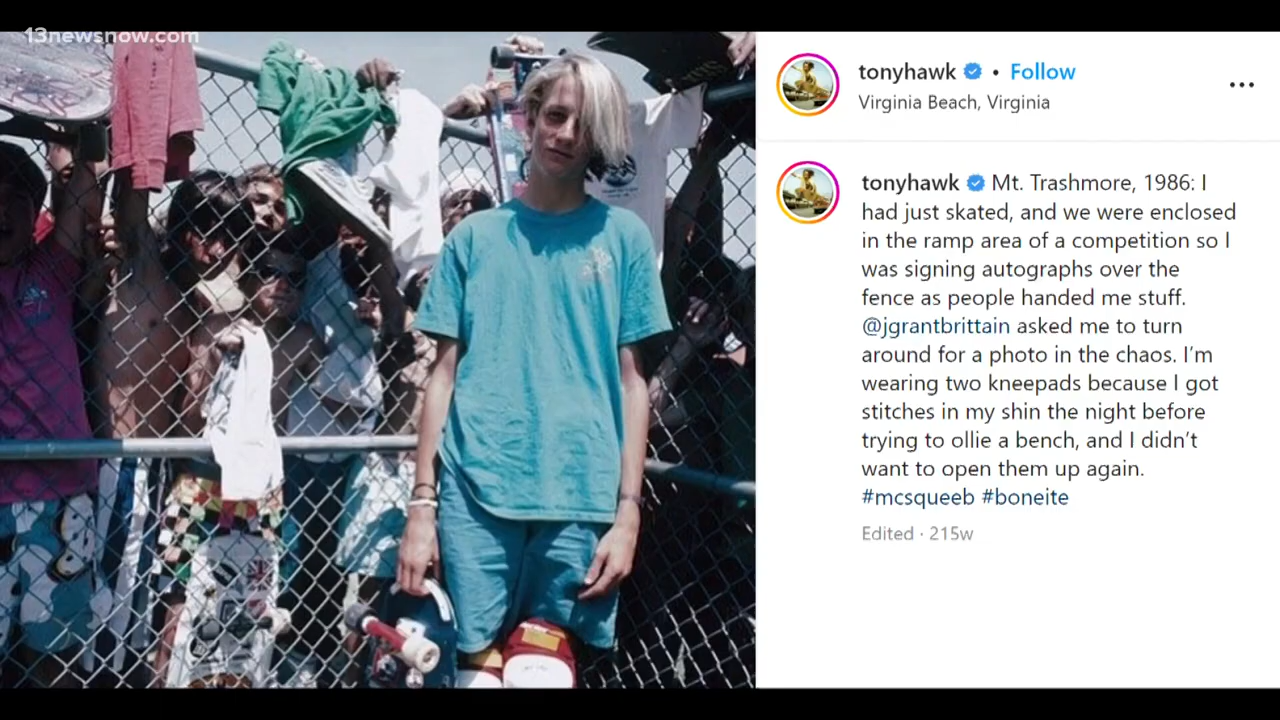 13newsnow.com
tonyhawk • Follow
Virginia Beach, Virginia
tonyhawk Mt. Trashmore, 1986: I
had just skated, and we were enclosed
in the ramp area of a competition so I
was signing autographs over the
fence as people handed me stuff.
@jgrantbrittain asked me to turn
around for a photo in the chaos. I’m
wearing two kneepads because I got
stitches in my shin the night before
trying to ollie a bench, and I didn’t
want to open them up again.
#mcsqueeb #boneite
Edited · 215w